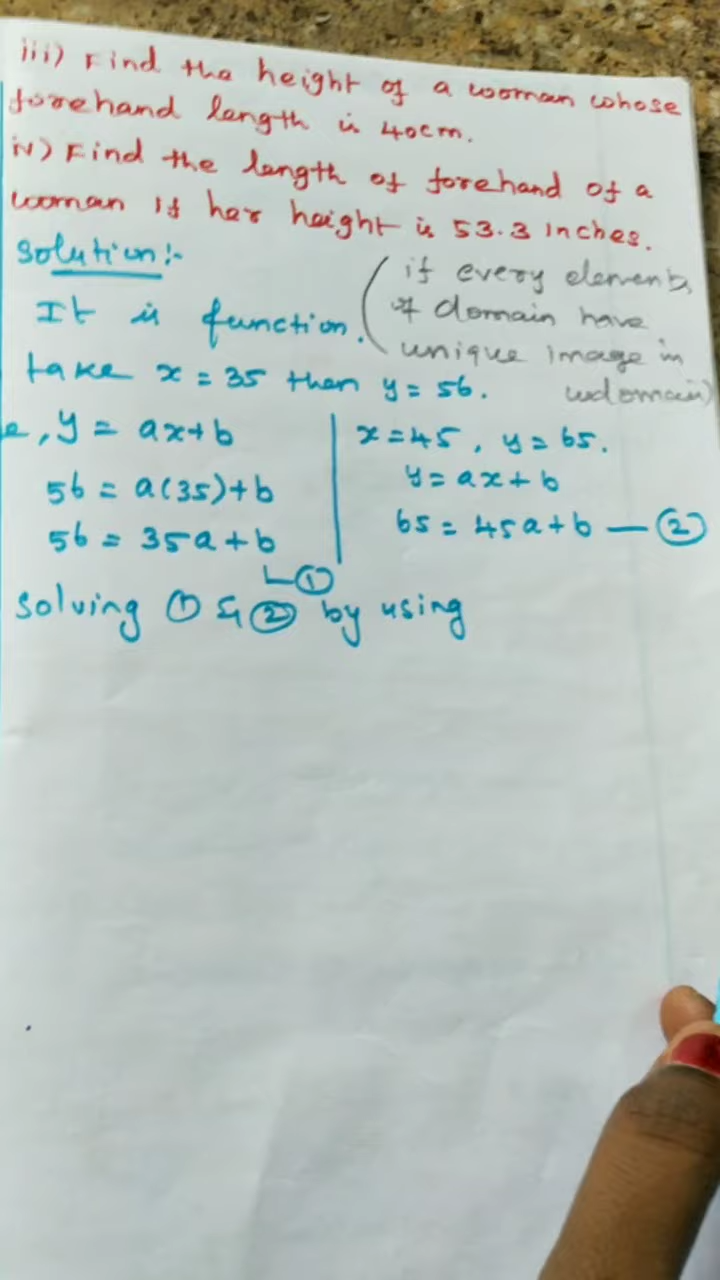 iii) Find the height of a woman whose
forehand length is 40cm.
iv) Find the length of forehand of a
woman if her height is 53.3 inches.
Solution:-
It is function. (if every element
of domain have
unique image in
codomain)
take x = 35 then y = 56.
y = ax+b
56 = a(35)+b
56 = 35a+b
—①
x=45, y=65.
y=ax+b
65=45a+b —②
Solving ① & ② by using